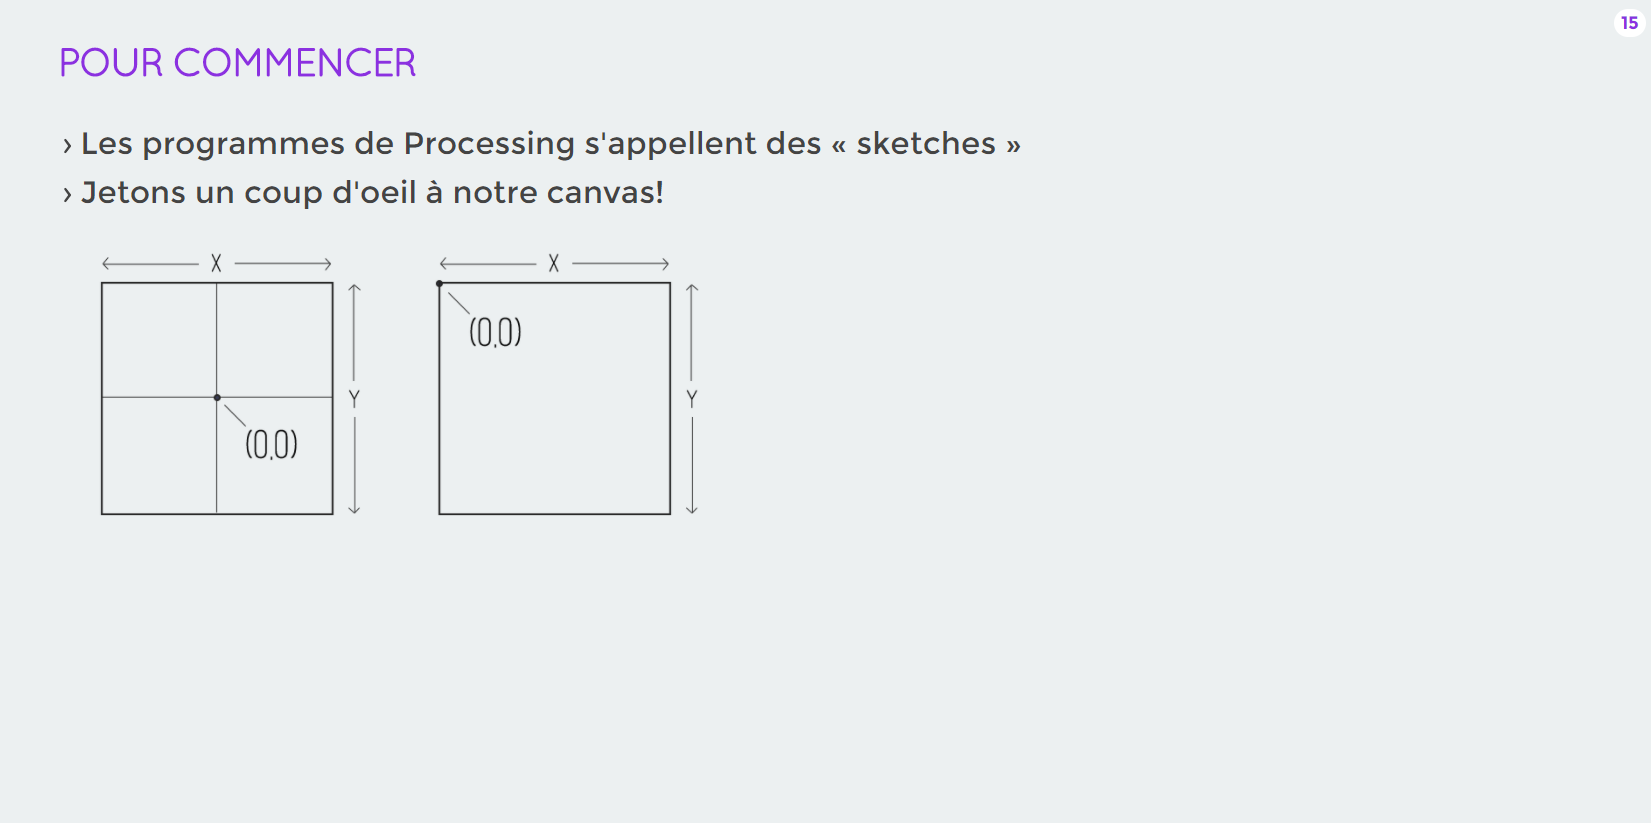 15
POUR COMMENCER
› Les programmes de Processing s'appellent des « sketches »
› Jetons un coup d'oeil à notre canvas!
X X
(0,0)
Y Y
(0,0)